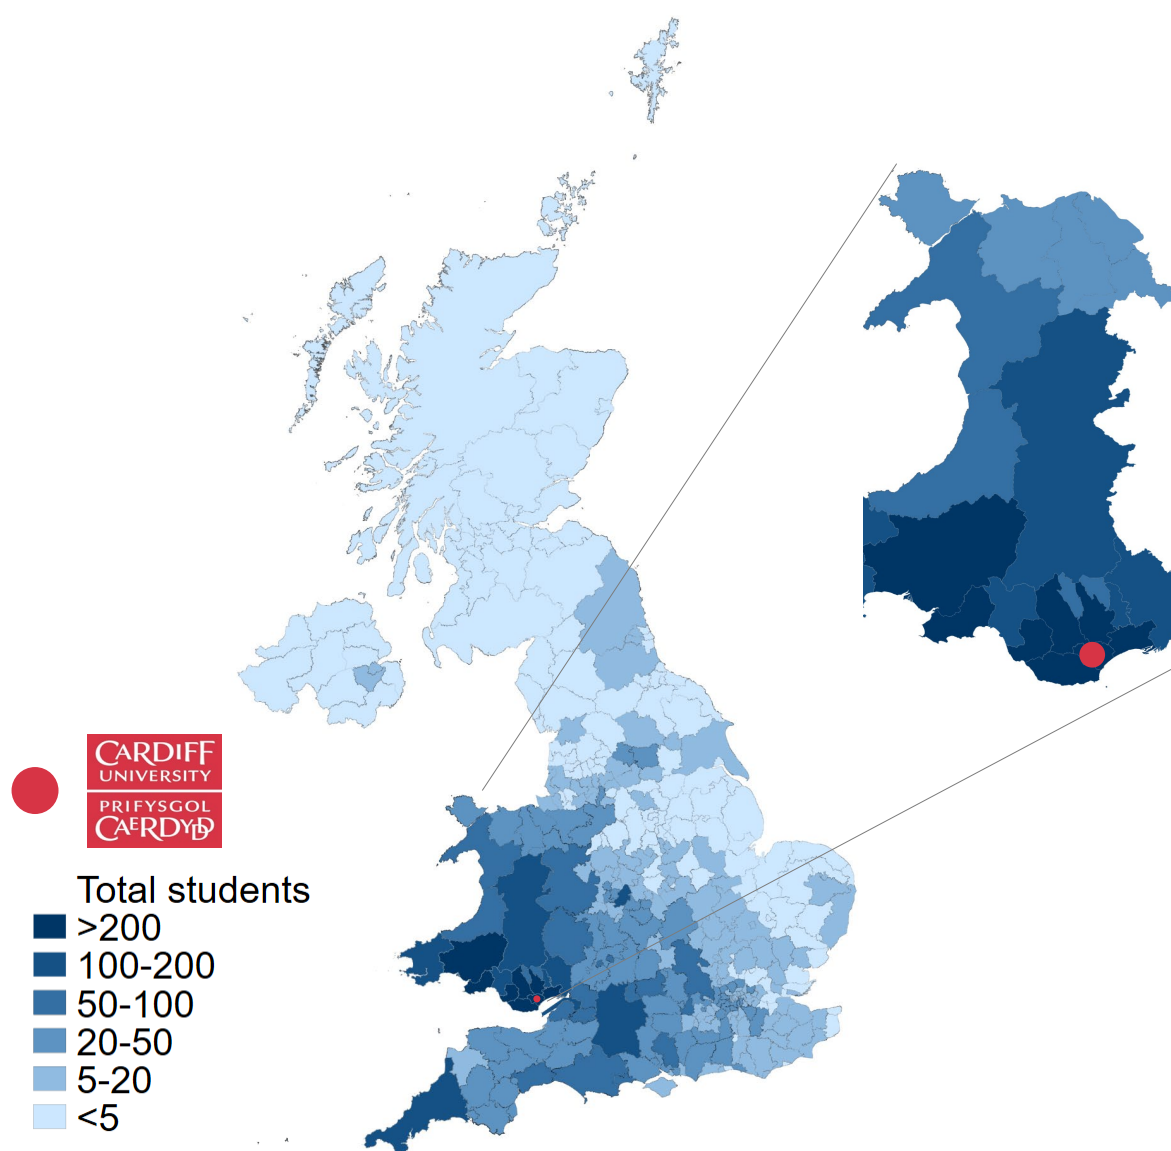 CARDIFF
UNIVERSITY
PRIFYSGOL
CAERDYDD
Total students
>200
100-200
50-100
20-50
5-20
<5